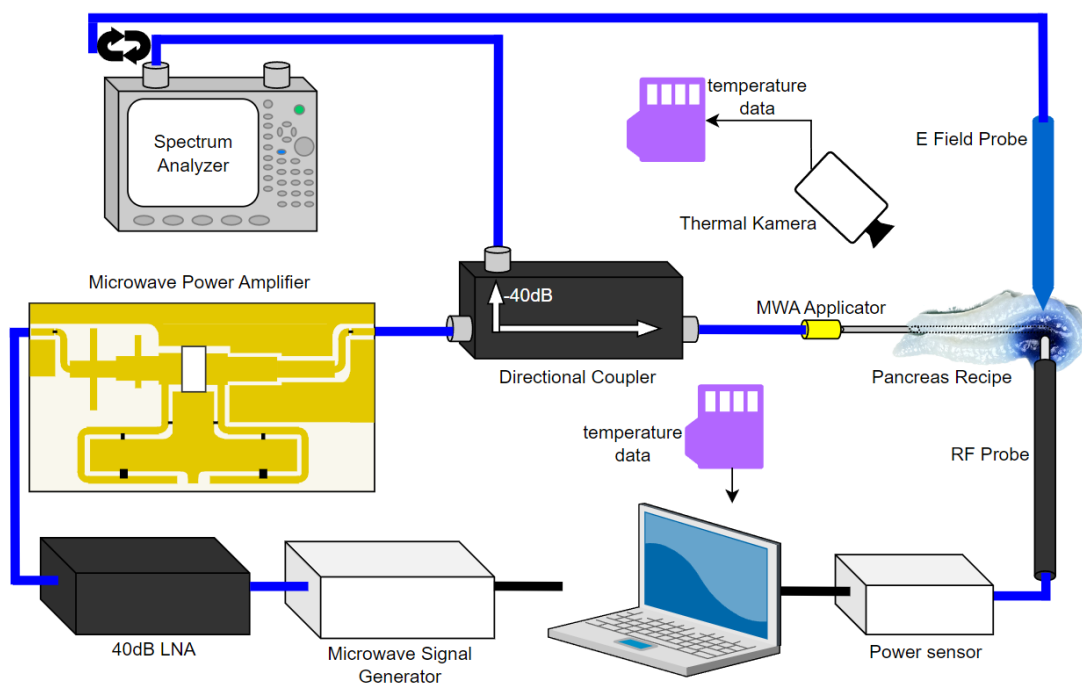 Spectrum
Analyzer
temperature
data
E Field Probe
Thermal Kamera
Microwave Power Amplifier
-40dB
MWA Applicator
Directional Coupler
Pancreas Recipe
temperature
data
RF Probe
40dB LNA
Microwave Signal
Generator
Power sensor